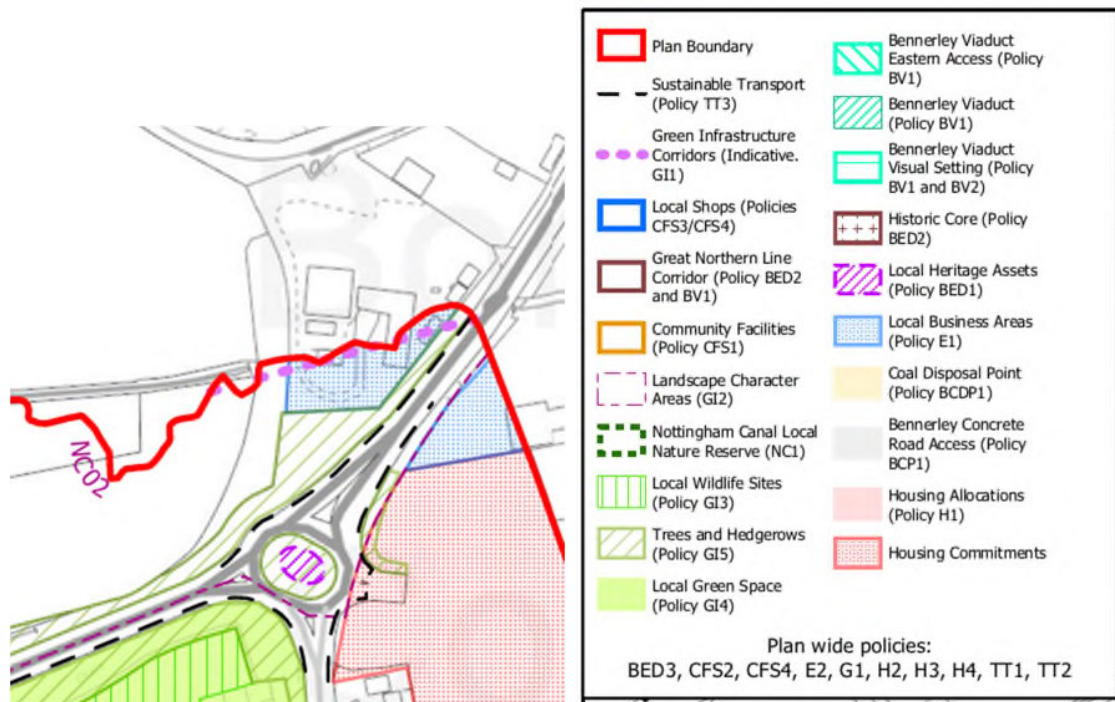 NC02
Plan Boundary
Sustainable Transport
(Policy TT3)
Green Infrastructure
Corridors (Indicative.
GI1)
Local Shops (Policies
CFS3/CFS4)
Great Northern Line
Corridor (Policy BED2
and BV1)
Community Facilities
(Policy CFS1)
Landscape Character
Areas (GI2)
Nottingham Canal Local
Nature Reserve (NC1)
Local Wildlife Sites
(Policy GI3)
Trees and Hedgerows
(Policy GI5)
Local Green Space
(Policy GI4)
Bennerley Viaduct
Eastern Access (Policy
BV1)
Bennerley Viaduct
(Policy BV1)
Bennerley Viaduct
Visual Setting (Policy
BV1 and BV2)
Historic Core (Policy
BED2)
Local Heritage Assets
(Policy BED1)
Local Business Areas
(Policy E1)
Coal Disposal Point
(Policy BCDP1)
Bennerley Concrete
Road Access (Policy
BCP1)
Housing Allocations
(Policy H1)
Housing Commitments
Plan wide policies:
BED3, CFS2, CFS4, E2, G1, H2, H3, H4, TT1, TT2